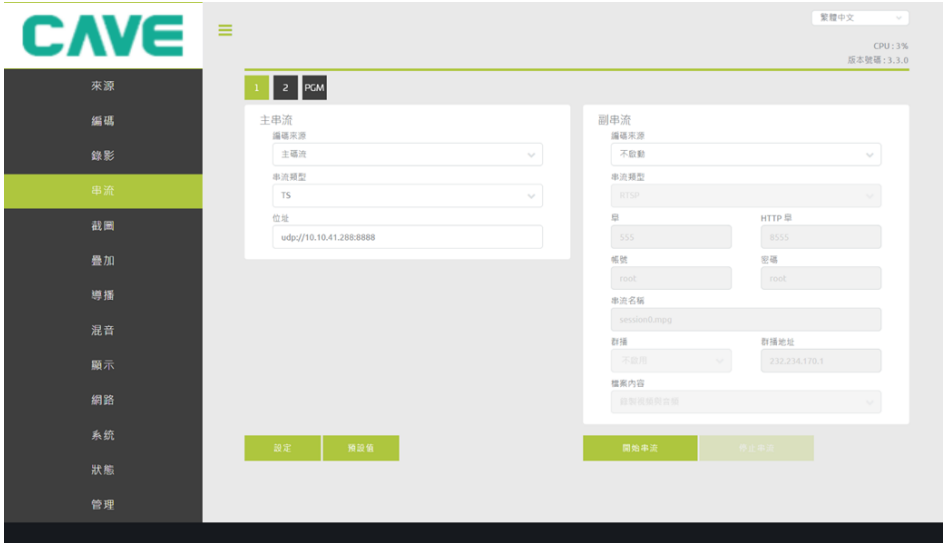 CAVE
繁體中文
CPU : 3%
版本號碼 : 3.3.0
來源
編碼
錄影
串流
截圖
疊加
導播
混音
顯示
網路
系統
狀態
管理
1 2 PGM
主串流
編碼來源
主碼流
串流類型
TS
位址
udp://10.10.41.288:8888
副串流
編碼來源
不啟動
串流類型
RTSP
埠 HTTP 埠
555 8555
帳號 密碼
root root
串流名稱
session0.mpg
群播 群播地址
不啟用 232.234.170.1
檔案內容
設定 預設值
開始串流 停止串流